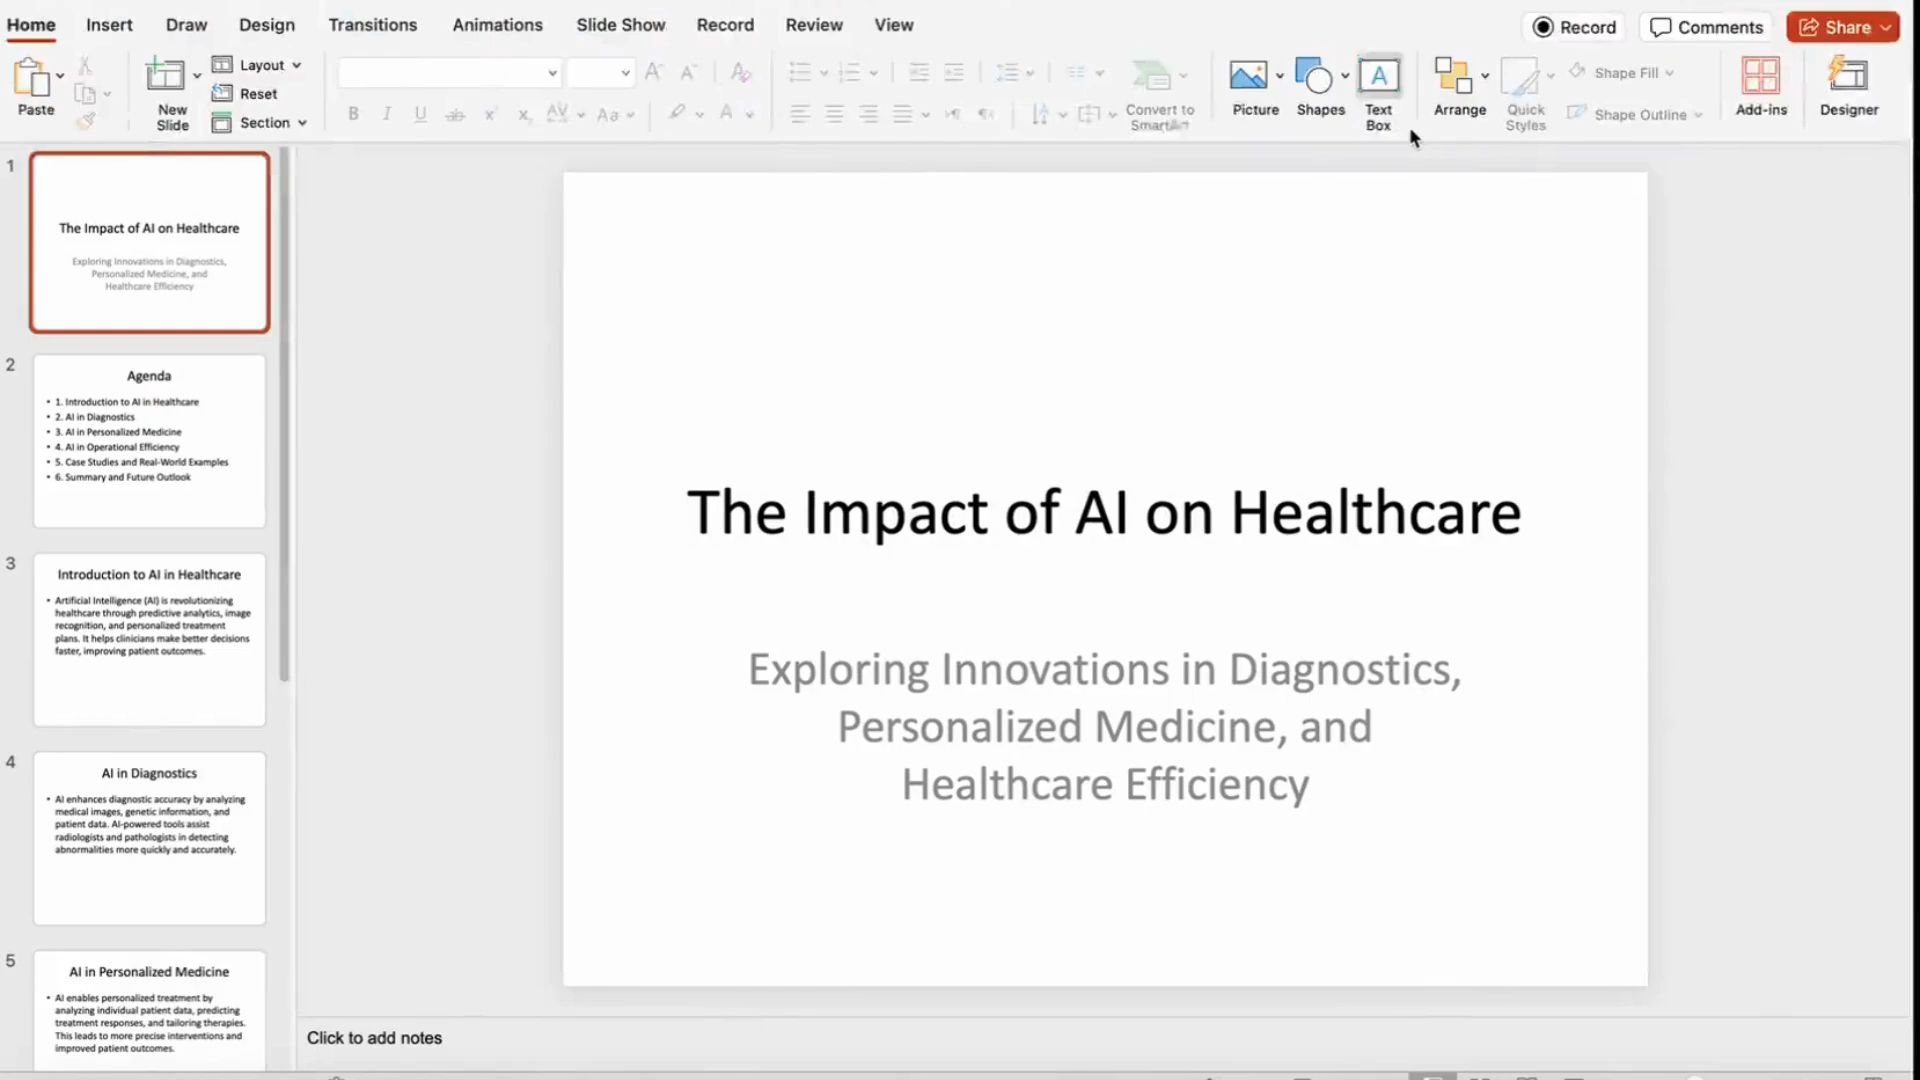 Home Insert Draw Design Transitions Animations Slide Show Record Review View
Record Comments Share
Paste
New
Slide
Layout
Reset
Section
Convert to
SmartArt
Picture
Shapes
Text
Box
Arrange
Quick
Styles
Shape Fill
Shape Outline
Add-ins
Designer
1
The Impact of AI on Healthcare
Exploring Innovations in Diagnostics,
Personalized Medicine, and
Healthcare Efficiency
2
Agenda
• 1. Introduction to AI in Healthcare
• 2. AI in Diagnostics
• 3. AI in Personalized Medicine
• 4. AI in Operational Efficiency
• 5. Case Studies and Real-World Examples
• 6. Summary and Future Outlook
3
Introduction to AI in Healthcare
• Artificial Intelligence (AI) is revolutionizing
healthcare through predictive analytics, image
recognition, and personalized treatment
plans. It helps clinicians make better decisions
faster, improving patient outcomes.
4
AI in Diagnostics
• AI enhances diagnostic accuracy by analyzing
medical images, genetic information, and
patient data. AI-powered tools assist
radiologists and pathologists in detecting
abnormalities more quickly and accurately.
5
AI in Personalized Medicine
• AI enables personalized treatment by
analyzing individual patient data, predicting
treatment responses, and tailoring therapies.
This leads to more precise interventions and
improved patient outcomes.
The Impact of AI on Healthcare
Exploring Innovations in Diagnostics,
Personalized Medicine, and
Healthcare Efficiency
Click to add notes